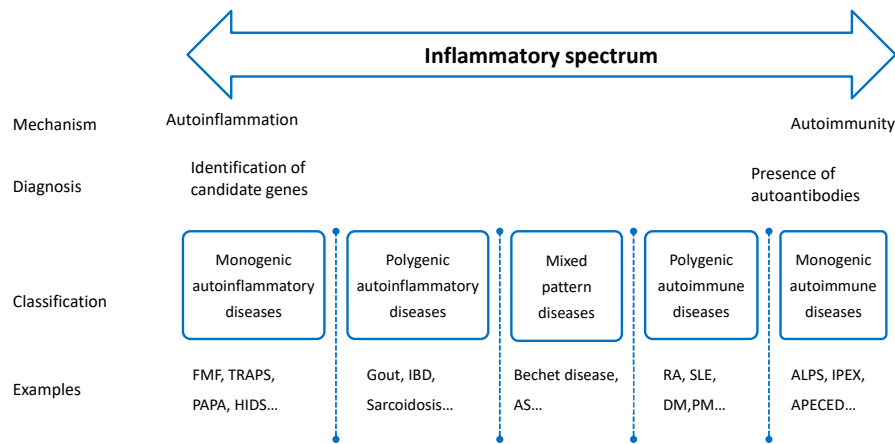 Inflammatory spectrum
Mechanism
Autoinflammation
Autoimmunity
Diagnosis
Identification of
candidate genes
Presence of
autoantibodies
Classification
Monogenic
autoinflammatory
diseases
Polygenic
autoinflammatory
diseases
Mixed
pattern
diseases
Polygenic
autoimmune
diseases
Monogenic
autoimmune
diseases
Examples
FMF, TRAPS,
PAPA, HIDS...
Gout, IBD,
Sarcoidosis...
Bechet disease,
AS...
RA, SLE,
DM,PM...
ALPS, IPEX,
APECED...